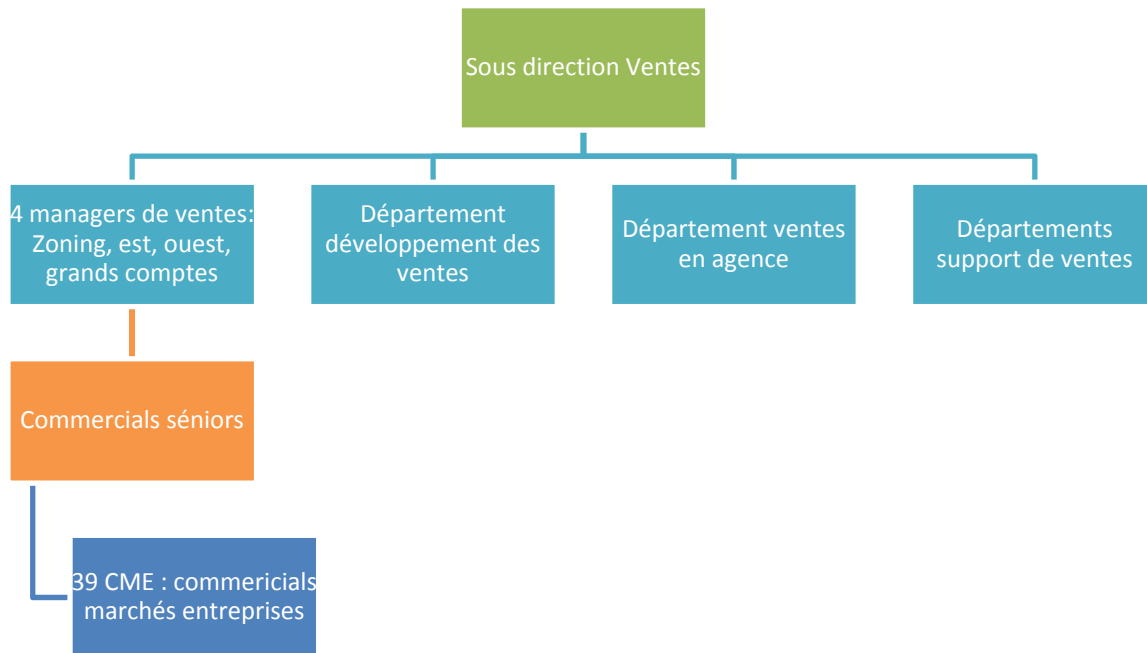 Sous direction Ventes
4 managers de ventes:
Zoning, est, ouest,
grands comptes
Département
développement des
ventes
Département ventes
en agence
Départements
support de ventes
Commercials séniors
39 CME : commericials
marchés entreprises